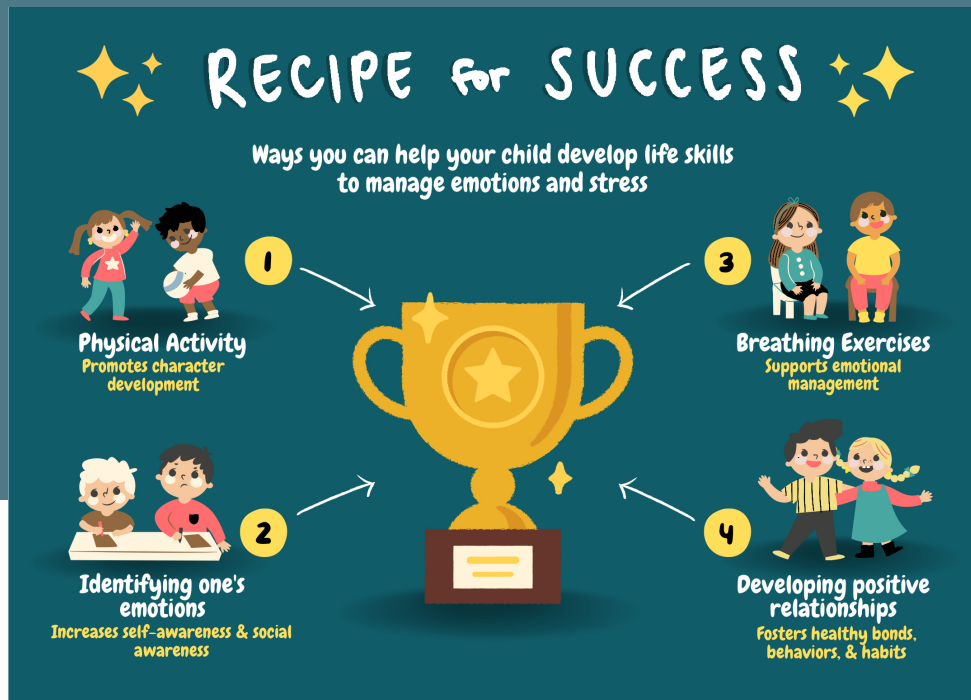 RECIPE for SUCCESS
Ways you can help your child develop life skills
to manage emotions and stress
1
Physical Activity
Promotes character
development
2
Identifying one's
emotions
Increases self-awareness & social
awareness
3
Breathing Exercises
Supports emotional
management
4
Developing positive
relationships
Fosters healthy bonds,
behaviors, & habits